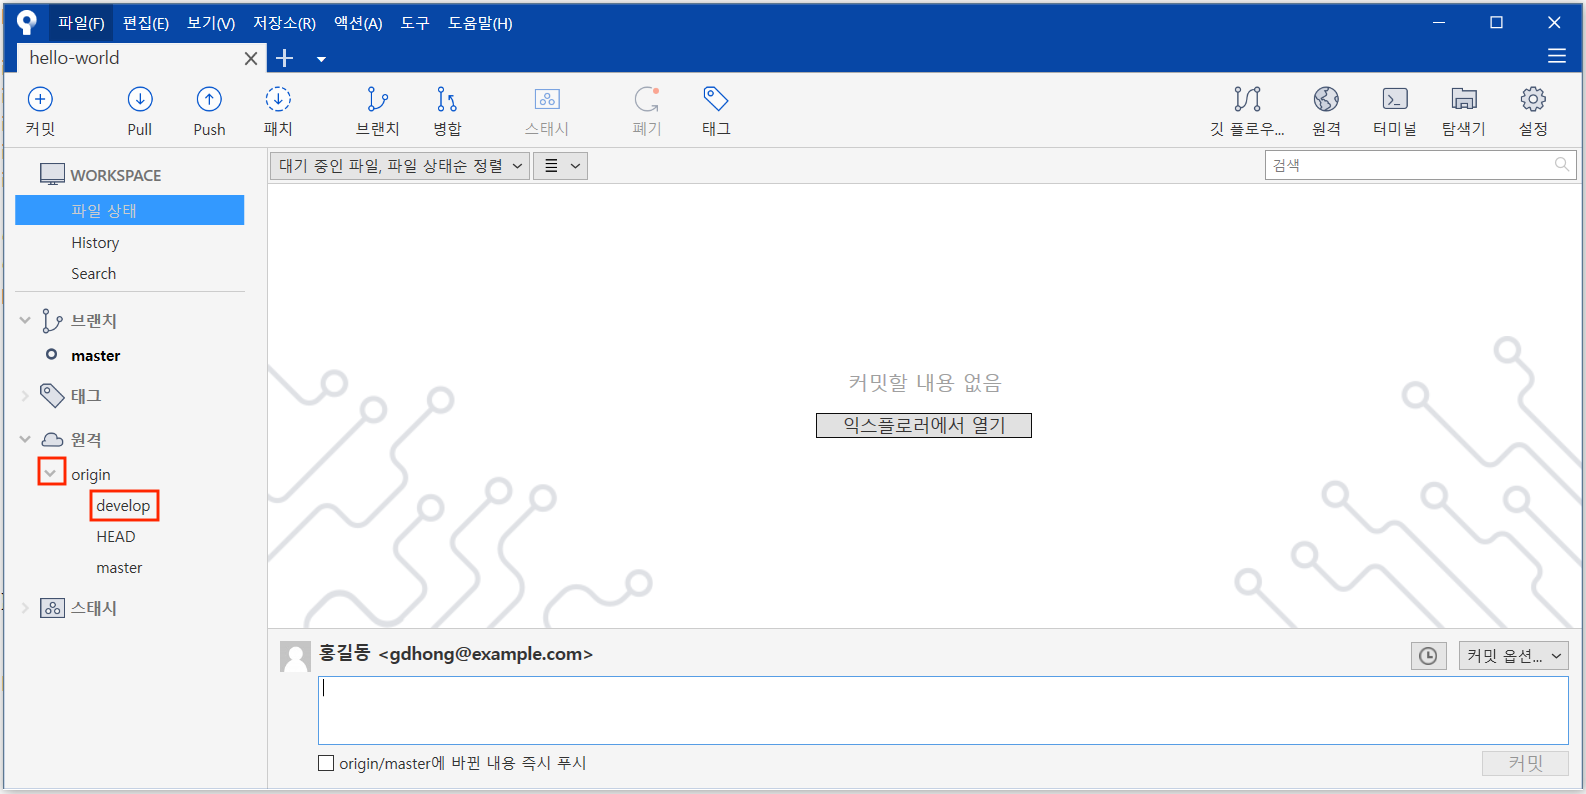 파일(F) 편집(E) 보기(V) 저장소(R) 액션(A) 도구 도움말(H)
hello-world
커밋 Pull Push 패치 브랜치 병합 스태시 폐기 태그 깃 플로우... 원격 터미널 탐색기 설정
WORKSPACE
파일 상태
History
Search
브랜치
master
태그
원격
origin
develop
HEAD
master
스태시
대기 중인 파일, 파일 상태순 정렬
검색
커밋할 내용 없음
익스플로러에서 열기
홍길동 <gdhong@example.com>
커밋 옵션...
origin/master에 바뀐 내용 즉시 푸시
커밋